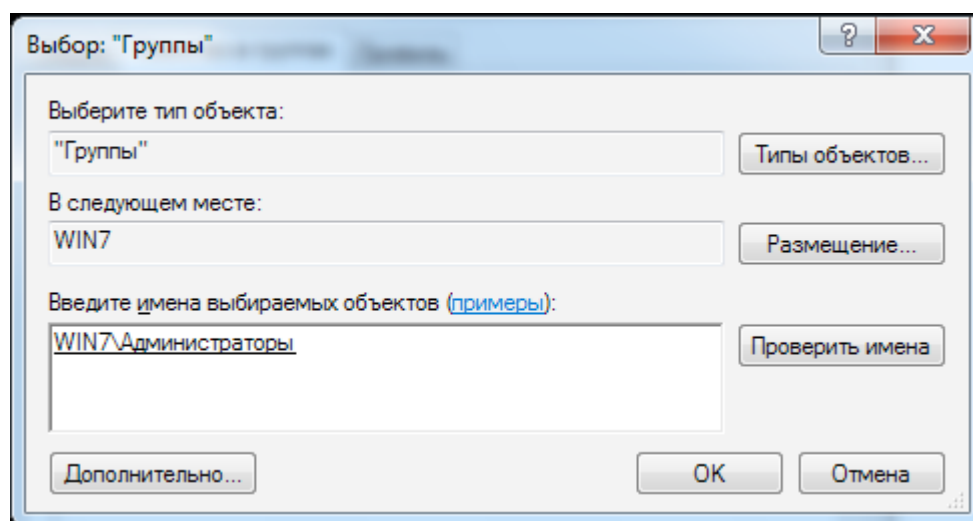 Выбор: "Группы"
Выберите тип объекта:
"Группы"
Типы объектов...
В следующем месте:
WIN7
Размещение...
Введите имена выбираемых объектов (примеры):
WIN7\Администраторы
Проверить имена
Дополнительно...
OK
Отмена